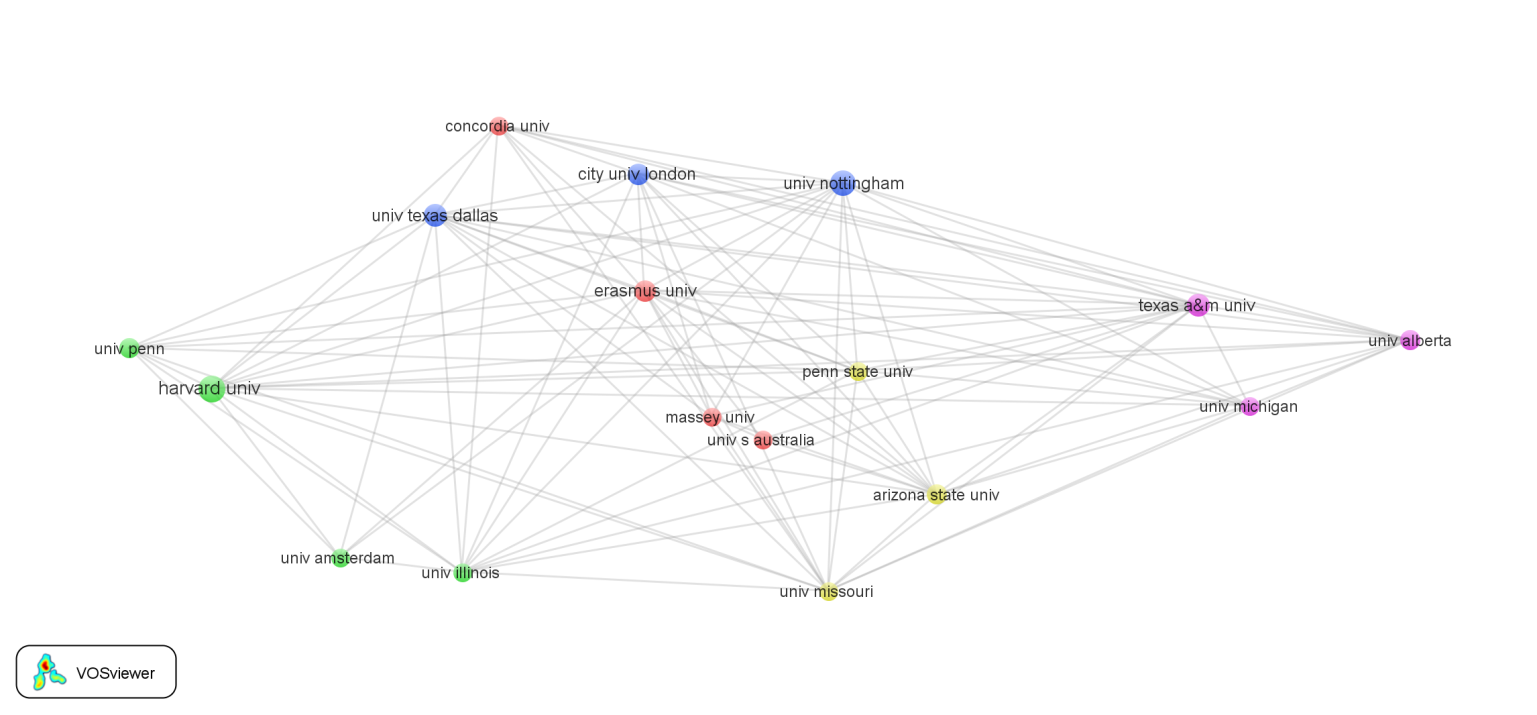 concordia univ
city univ london
univ nottingham
univ texas dallas
erasmus univ
texas a&m univ
univ alberta
univ penn
penn state univ
harvard univ
univ michigan
massey univ
univ s australia
arizona state univ
univ amsterdam
univ illinois
univ missouri
VOSviewer